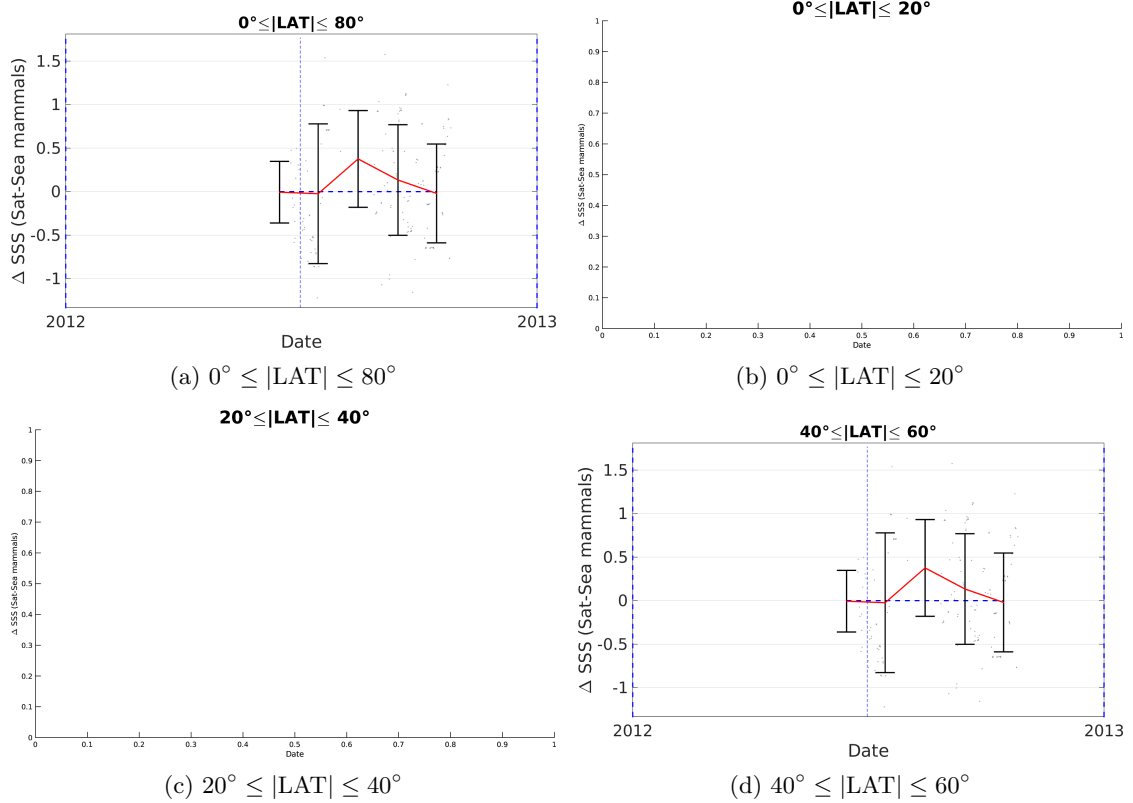 0°≤|LAT|≤ 80°
Δ SSS (Sat-Sea mammals)
1.5
1
0.5
0
-0.5
-1
2012
2013
Date
(a) 0° ≤ |LAT| ≤ 80°
0°≤|LAT|≤ 20°
Δ SSS (Sat-Sea mammals)
1
0.9
0.8
0.7
0.6
0.5
0.4
0.3
0.2
0.1
0
0 0.1 0.2 0.3 0.4 0.5 0.6 0.7 0.8 0.9 1
Date
(b) 0° ≤ |LAT| ≤ 20°
20°≤|LAT|≤ 40°
Δ SSS (Sat-Sea mammals)
1
0.9
0.8
0.7
0.6
0.5
0.4
0.3
0.2
0.1
0
0 0.1 0.2 0.3 0.4 0.5 0.6 0.7 0.8 0.9 1
Date
(c) 20° ≤ |LAT| ≤ 40°
40°≤|LAT|≤ 60°
Δ SSS (Sat-Sea mammals)
1.5
1
0.5
0
-0.5
-1
2012
2013
Date
(d) 40° ≤ |LAT| ≤ 60°